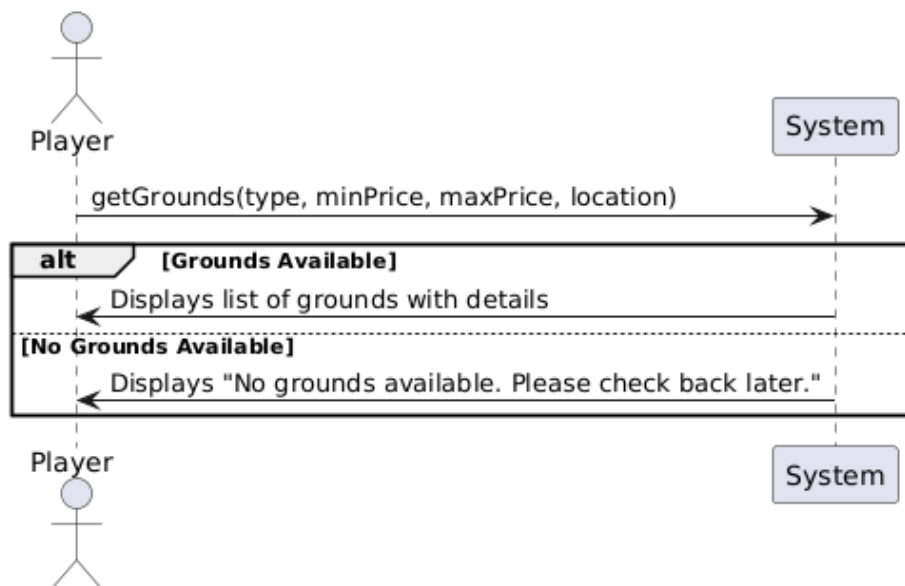 Player
System
getGrounds(type, minPrice, maxPrice, location)
alt [Grounds Available]
Displays list of grounds with details
[No Grounds Available]
Displays "No grounds available. Please check back later."
Player
System